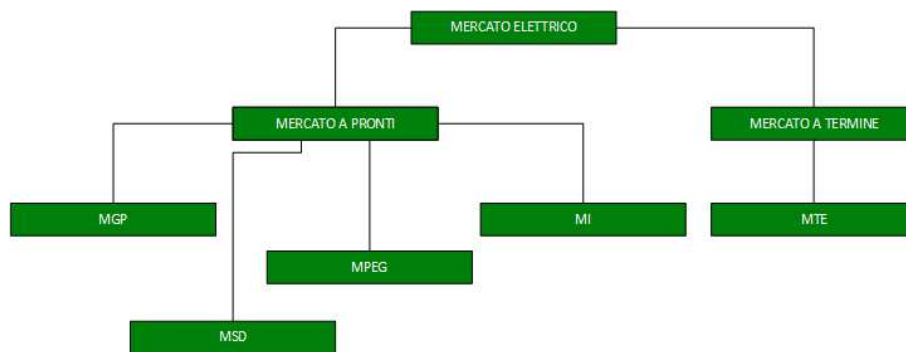 MERCATO ELETTRICO
MERCATO A PRONTI
MERCATO A TERMINE
MGP
MI
MTE
MPEG
MSD